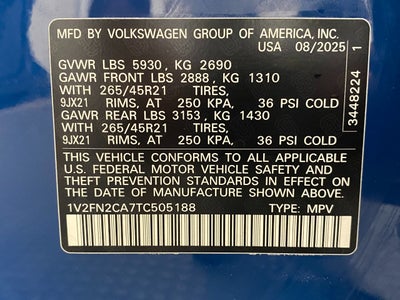 MFD BY VOLKSWAGEN GROUP OF AMERICA, INC.
USA 08/2025
GVWR LBS 5930, KG 2690
GAWR FRONT LBS 2888, KG 1310
WITH 265/45R21 TIRES,
9JX21 RIMS, AT 250 KPA, 36 PSI COLD
GAWR REAR LBS 3153, KG 1430
WITH 265/45R21 TIRES,
9JX21 RIMS, AT 250 KPA, 36 PSI COLD
THIS VEHICLE CONFORMS TO ALL APPLICABLE
U.S. FEDERAL MOTOR VEHICLE SAFETY AND
THEFT PREVENTION STANDARDS IN EFFECT ON
THE DATE OF MANUFACTURE SHOWN ABOVE.
1V2FN2CA7TC505188 TYPE: MPV
3448224 1